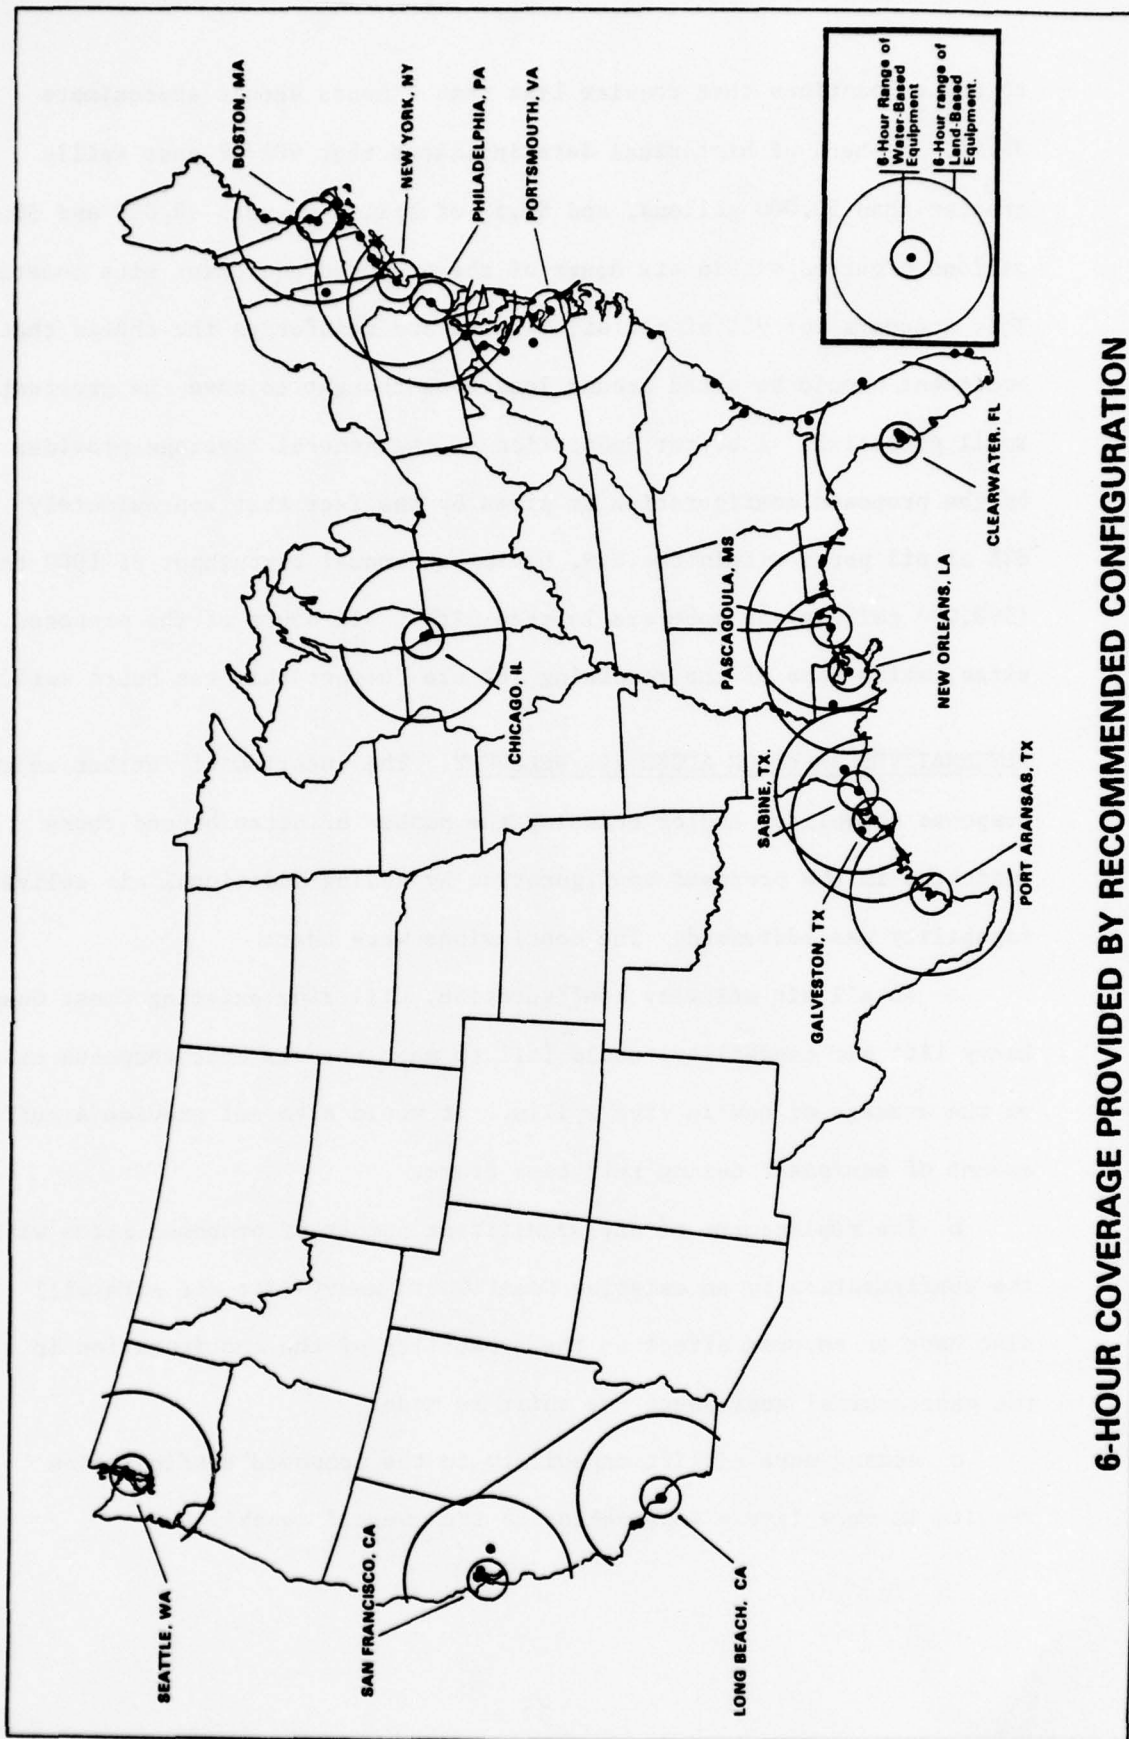 BOSTON, MA
NEW YORK, NY
PHILADELPHIA, PA
PORTSMOUTH, VA
6-Hour Range of
Water-Based
Equipment
6-Hour range of
Land-Based
Equipment.
CHICAGO, IL
SEATTLE, WA
SAN FRANCISCO, CA
LONG BEACH, CA
GALVESTON, TX
SABINE, TX.
PORT ARANSAS, TX
PASCAGOULA, MS
NEW ORLEANS, LA
CLEARWATER, FL
6-HOUR COVERAGE PROVIDED BY RECOMMENDED CONFIGURATION